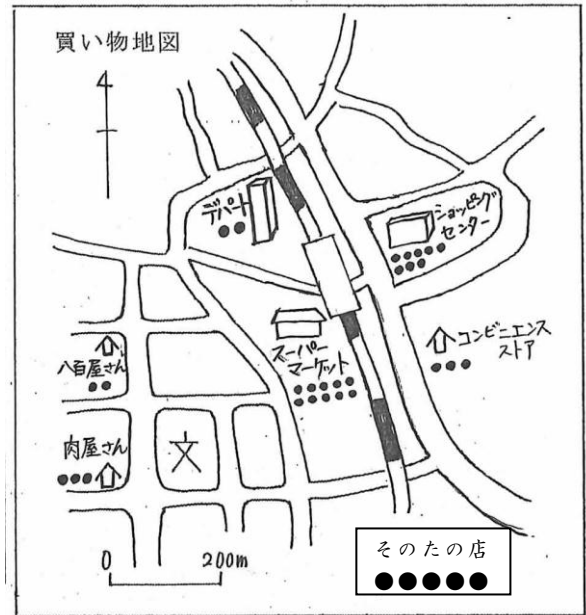 買い物地図
デパート
ショッピング
センター
スーパー
マーケット
コンビニエンス
ストア
八百屋さん
肉屋さん
文
0 200m
そのたの店